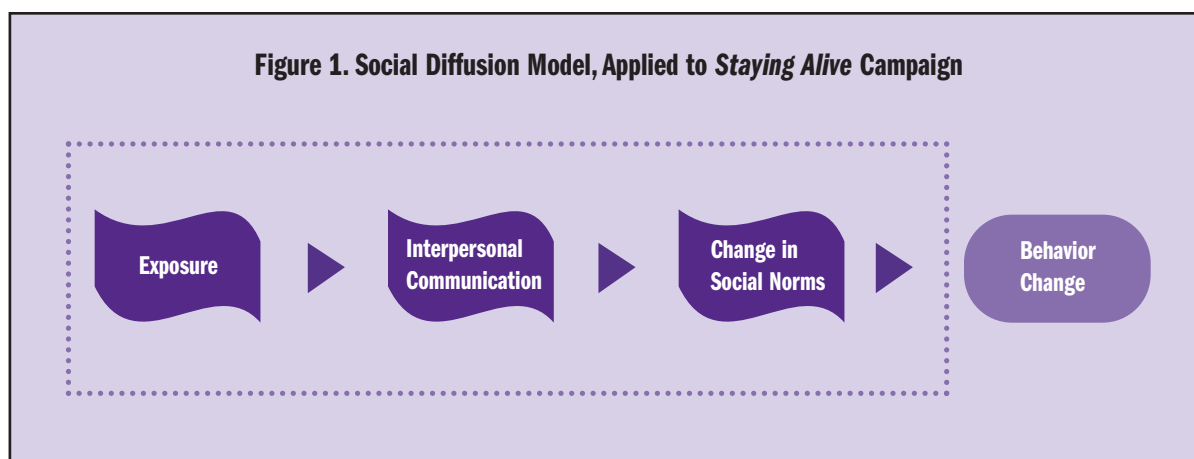 Figure 1. Social Diffusion Model, Applied to Staying Alive Campaign
Exposure
Interpersonal
Communication
Change in
Social Norms
Behavior
Change